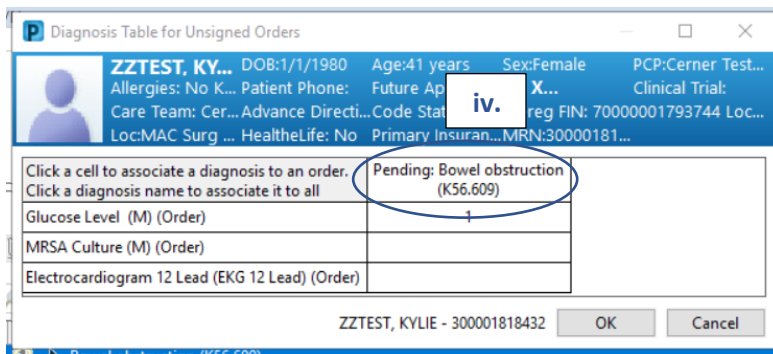 Diagnosis Table for Unsigned Orders
ZZTEST, KY... DOB:1/1/1980 Age:41 years Sex:Female PCP:Cerner Test...
Allergies: No K... Patient Phone: Future Ap X... Clinical Trial:
Care Team: Cer... Advance Directi... Code Stat reg FIN: 70000001793744 Loc...
Loc:MAC Surg ... HealtheLife: No Primary Insuran... MRN:30000181...
iv.
Click a cell to associate a diagnosis to an order.
Click a diagnosis name to associate it to all
Pending: Bowel obstruction
(K56.609)
Glucose Level (M) (Order) 1
MRSA Culture (M) (Order)
Electrocardiogram 12 Lead (EKG 12 Lead) (Order)
ZZTEST, KYLIE - 300001818432 OK Cancel